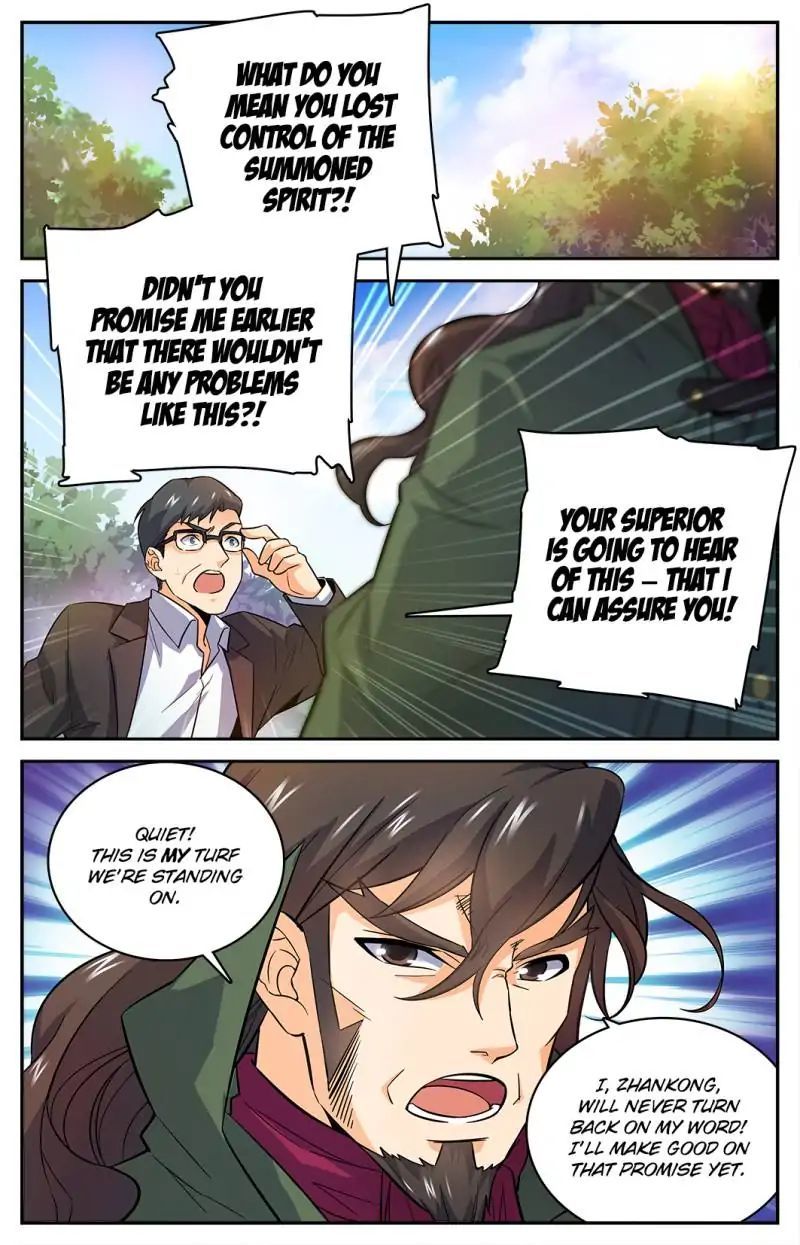 WHAT DO YOU
MEAN YOU LOST
CONTROL OF THE
SUMMONED
SPIRIT?!
DIDN'T YOU
PROMISE ME EARLIER
THAT THERE WOULDN'T
BE ANY PROBLEMS
LIKE THIS?!
YOUR SUPERIOR
IS GOING TO HEAR
OF THIS – THAT I
CAN ASSURE YOU!
QUIET!
THIS IS MY TURF
WE'RE STANDING
ON.
I, ZHANKONG,
WILL NEVER TURN
BACK ON MY WORD!
I'LL MAKE GOOD ON
THAT PROMISE YET.